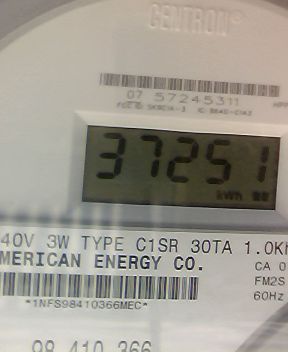 CENTRON®
07 57245311
37251
kWh
40V 3W TYPE C1SR 30TA 1.0K
MERICAN ENERGY CO.
CA 0
FM2S
*1NFS98410366MEC*
60Hz
98 410 366